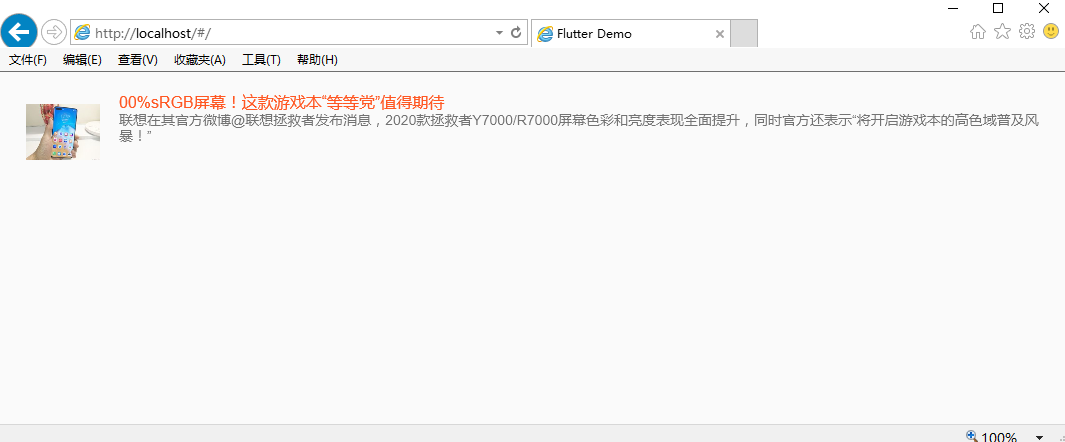 http://localhost/#/
Flutter Demo
文件(F) 编辑(E) 查看(V) 收藏夹(A) 工具(T) 帮助(H)
00%sRGB屏幕！这款游戏本“等等党”值得期待
联想在其官方微博@联想拯救者发布消息，2020款拯救者Y7000/R7000屏幕色彩和亮度表现全面提升，同时官方还表示“将开启游戏本的高色域普及风
暴！”
100%